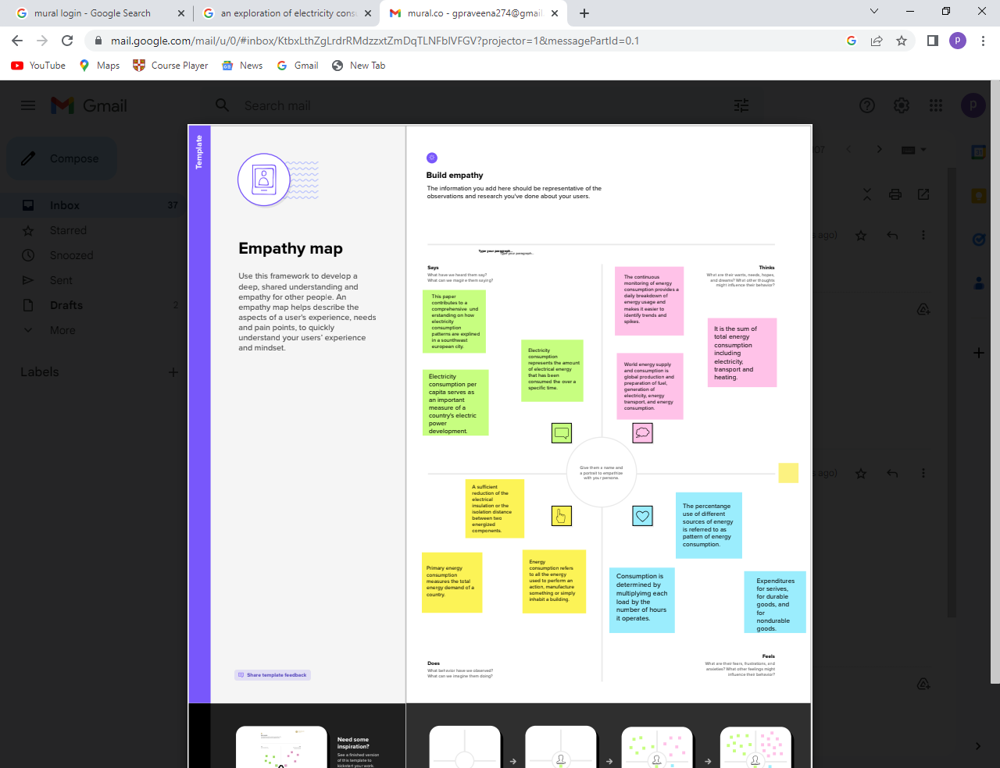 mural login - Google Search
an exploration of electricity cons
mural.co - gpraveena274@gmail
mail.google.com/mail/u/0/#inbox/KtbxLthZgLrdrRMdzzxtZmDqTLNFbIVFGV?projector=1&messagePartId=0.1
p
YouTube
Maps
Course Player
News
Gmail
New Tab
Gmail
Search mail
p
Compose
Inbox
37
Starred
Snoozed
Sent
Drafts
2
More
Labels
07
s ago)
s ago)
Template
Empathy map
Use this framework to develop a
deep, shared understanding and
empathy for other people. An
empathy map helps describe the
aspects of a user's experience, needs
and pain points, to quickly
understand your users' experience
and mindset.
Share template feedback
Build empathy
The information you add here should be representative of the
observations and research you've done about your users.
Type your paragraph...
Type your paragraph...
Says
What have we heard them say?
What can we magine them saying?
This paper
contributes to a
comprehensive und
erstanding on how
electricity
consumption
patterns are explined
in a sounthwast
european city.
Electricity
consumption per
capita serves as
an important
measure of a
country's electric
power
development.
Electricity
consumption
represents the amount
of electrical energy
that has been
consumed the over a
specific time.
Thinks
What are their wants, needs, hopes,
and dreams? What other thoughts
might influence their behavior?
The continuous
monitoring of energy
consumption provides a
daily breakdown of
energy usage and
makes it easier to
identify trends and
spikes.
It is the sum of
total energy
consumption
including
electricity,
transport and
heating.
World energy supply
and consumption is
global production and
preparation of fuel,
generation of
electricity, energy
transport, and energy
consumption.
Give them a name and
a portrait to empathize
with your persona.
A sufficient
reduction of the
electrical
insulation or the
isolation distance
between two
energized
components.
Primary energy
consumption
measures the total
energy demand of a
country.
Energy
consumption refers
to all the energy
used to perform an
action, manufacture
something or simply
inhabit a building.
Does
What behavior have we observed?
What can we imagine them doing?
The percentange
use of different
sources of energy
is referred to as
pattern of energy
consumption.
Consumption is
determined by
multiplyimg each
load by the
number of hours
it operates.
Expenditures
for serives,
for durable
goods, and
for
nondurable
goods.
Feels
What are their fears, frustrations, and
anxieties? What other feelings might
influence their behavior?
Need some
inspiration?
See a finished version
of this template to
kickstart your work.